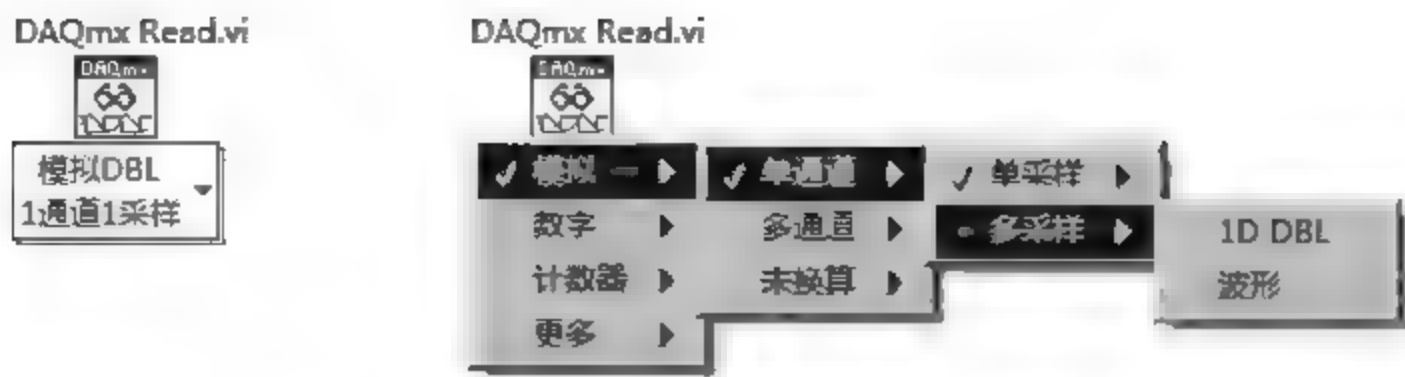 DAQmx Read.vi
DAQm
模拟DBL
1通道1采样
DAQmx Read.vi
DAQm
模拟
数字
计数器
更多
单通道
多通道
未换算
单采样
多采样
1D DBL
波形